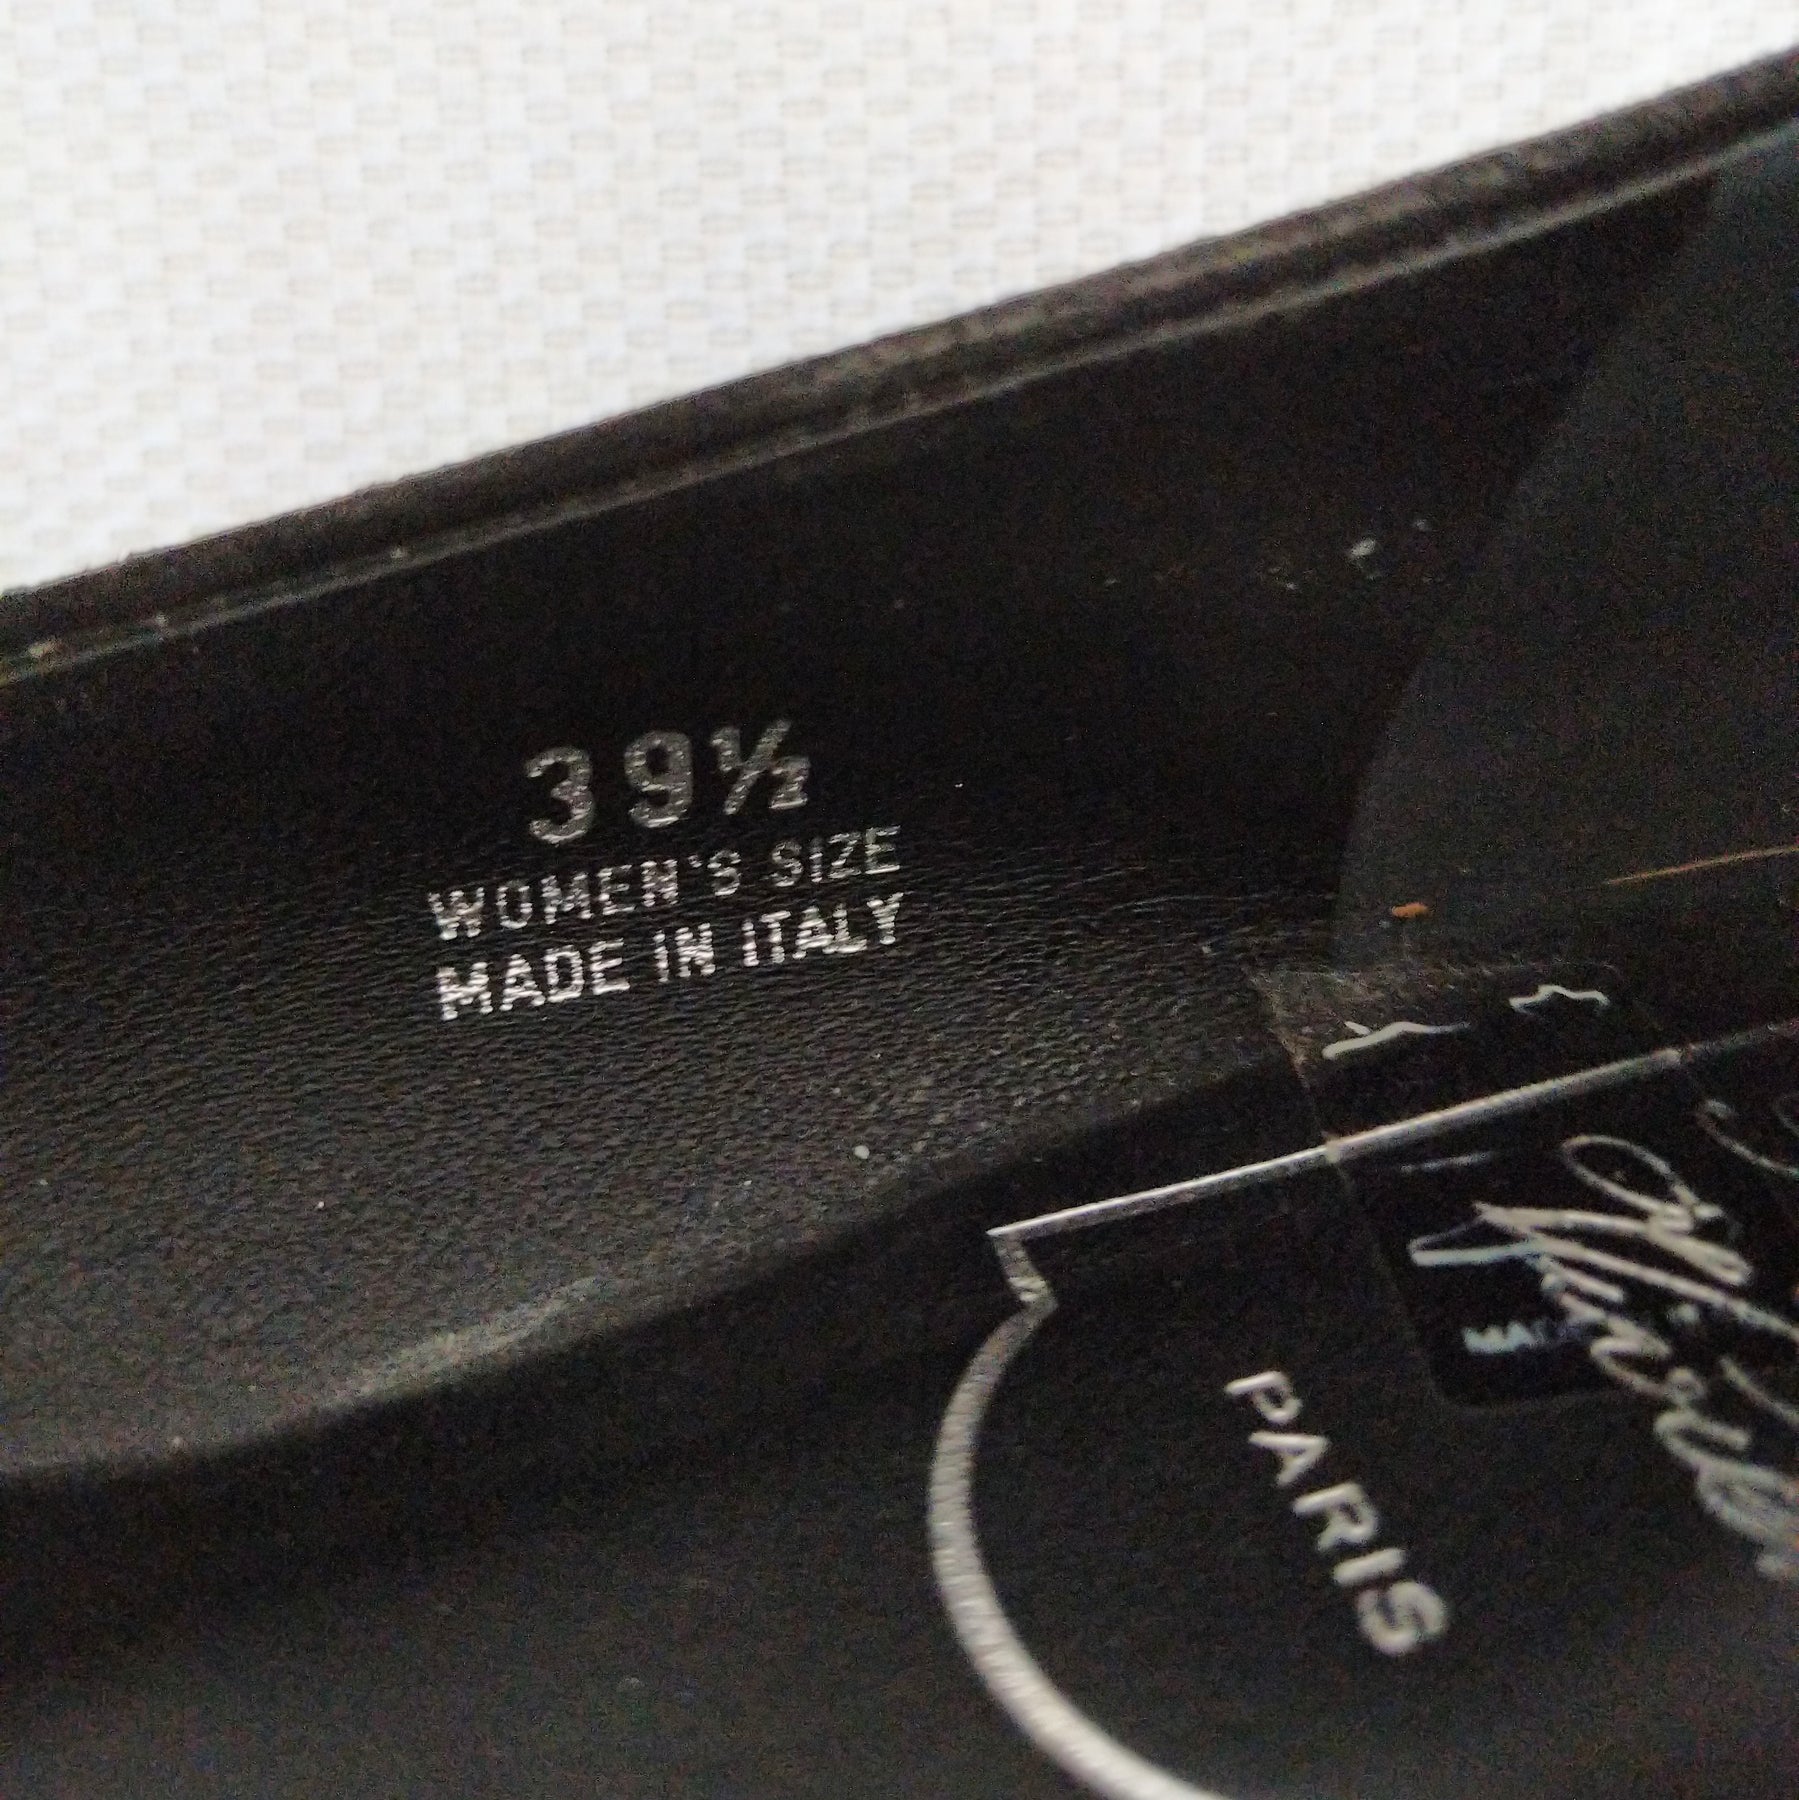 39½
WOMEN'S SIZE
MADE IN ITALY
PARIS